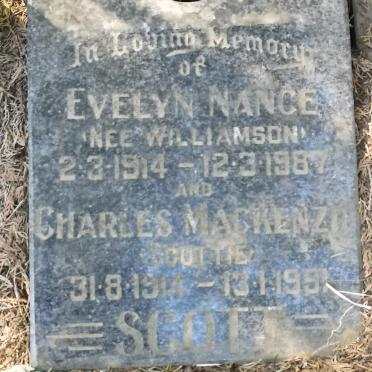 In Loving Memory
of
EVELYN NANCE
(NEE WILLIAMSON)
2·3·1914 – 12·3·1987
AND
CHARLES MACKENZIE
(SCOTTIE)
31·8·1914 – 13·1·1991
SCOTT